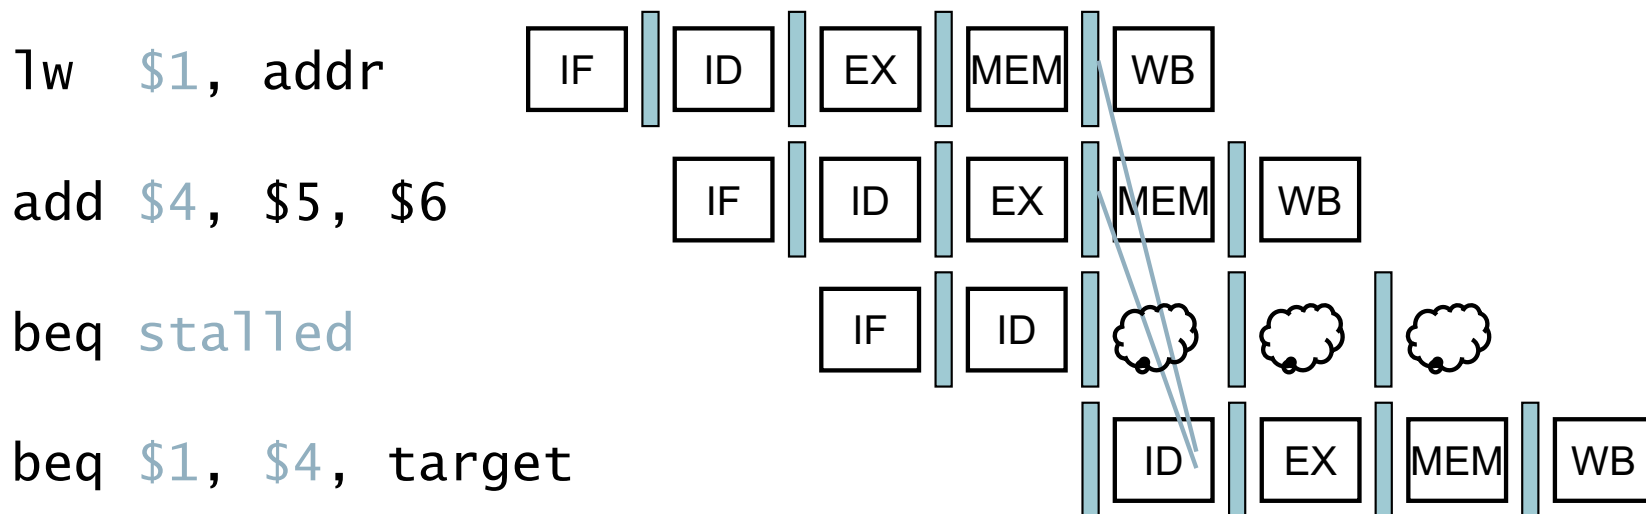 lw $1, addr IF ID EX MEM WB
add $4, $5, $6 IF ID EX MEM WB
beq stalled IF ID
beq $1, $4, target ID EX MEM WB